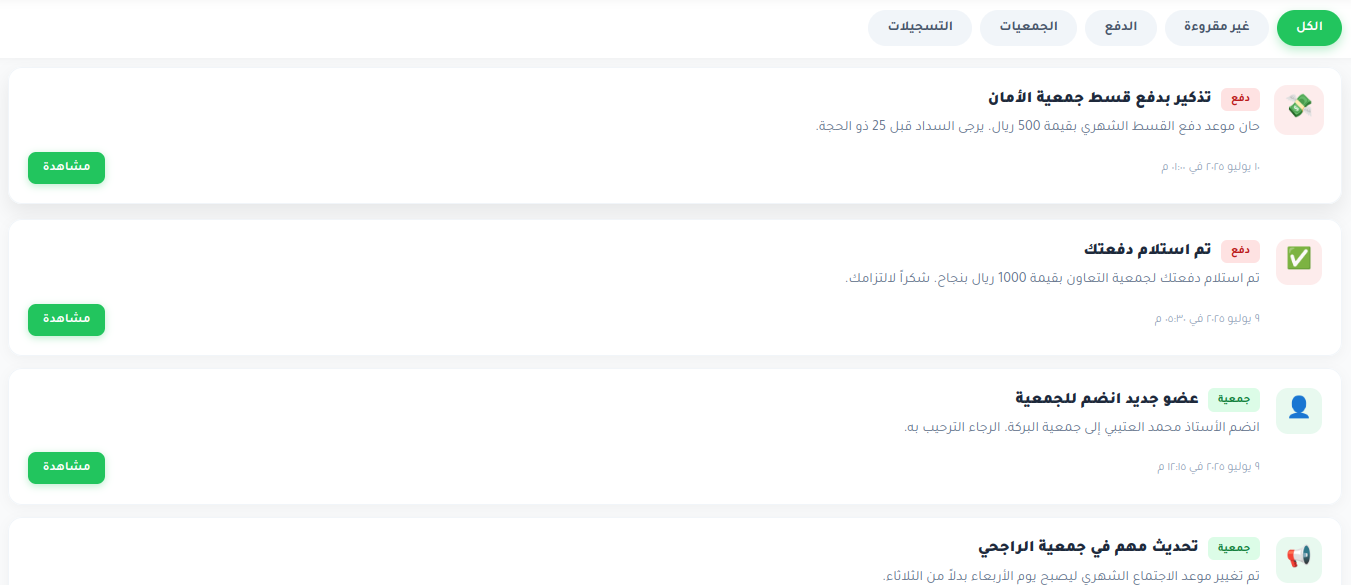 الكل
غير مقروءة
الدفع
الجمعيات
التسجيلات
دفع
تذكير بدفع قسط جمعية الأمان
حان موعد دفع القسط الشهري بقيمة 500 ريال. يرجى السداد قبل 25 ذو الحجة.
١٠ يوليو ٢٠٢٥ في ٠١:٠٠ م
مشاهدة
دفع
تم استلام دفعتك
تم استلام دفعتك لجمعية التعاون بقيمة 1000 ريال بنجاح. شكراً لالتزامك.
٩ يوليو ٢٠٢٥ في ٠٥:٣٠ م
مشاهدة
جمعية
عضو جديد انضم للجمعية
انضم الأستاذ محمد العتيبي إلى جمعية البركة. الرجاء الترحيب به.
٩ يوليو ٢٠٢٥ في ١٢:١٥ م
مشاهدة
جمعية
تحديث مهم في جمعية الراجحي
تم تغيير موعد الاجتماع الشهري ليصبح يوم الأربعاء بدلاً من الثلاثاء.